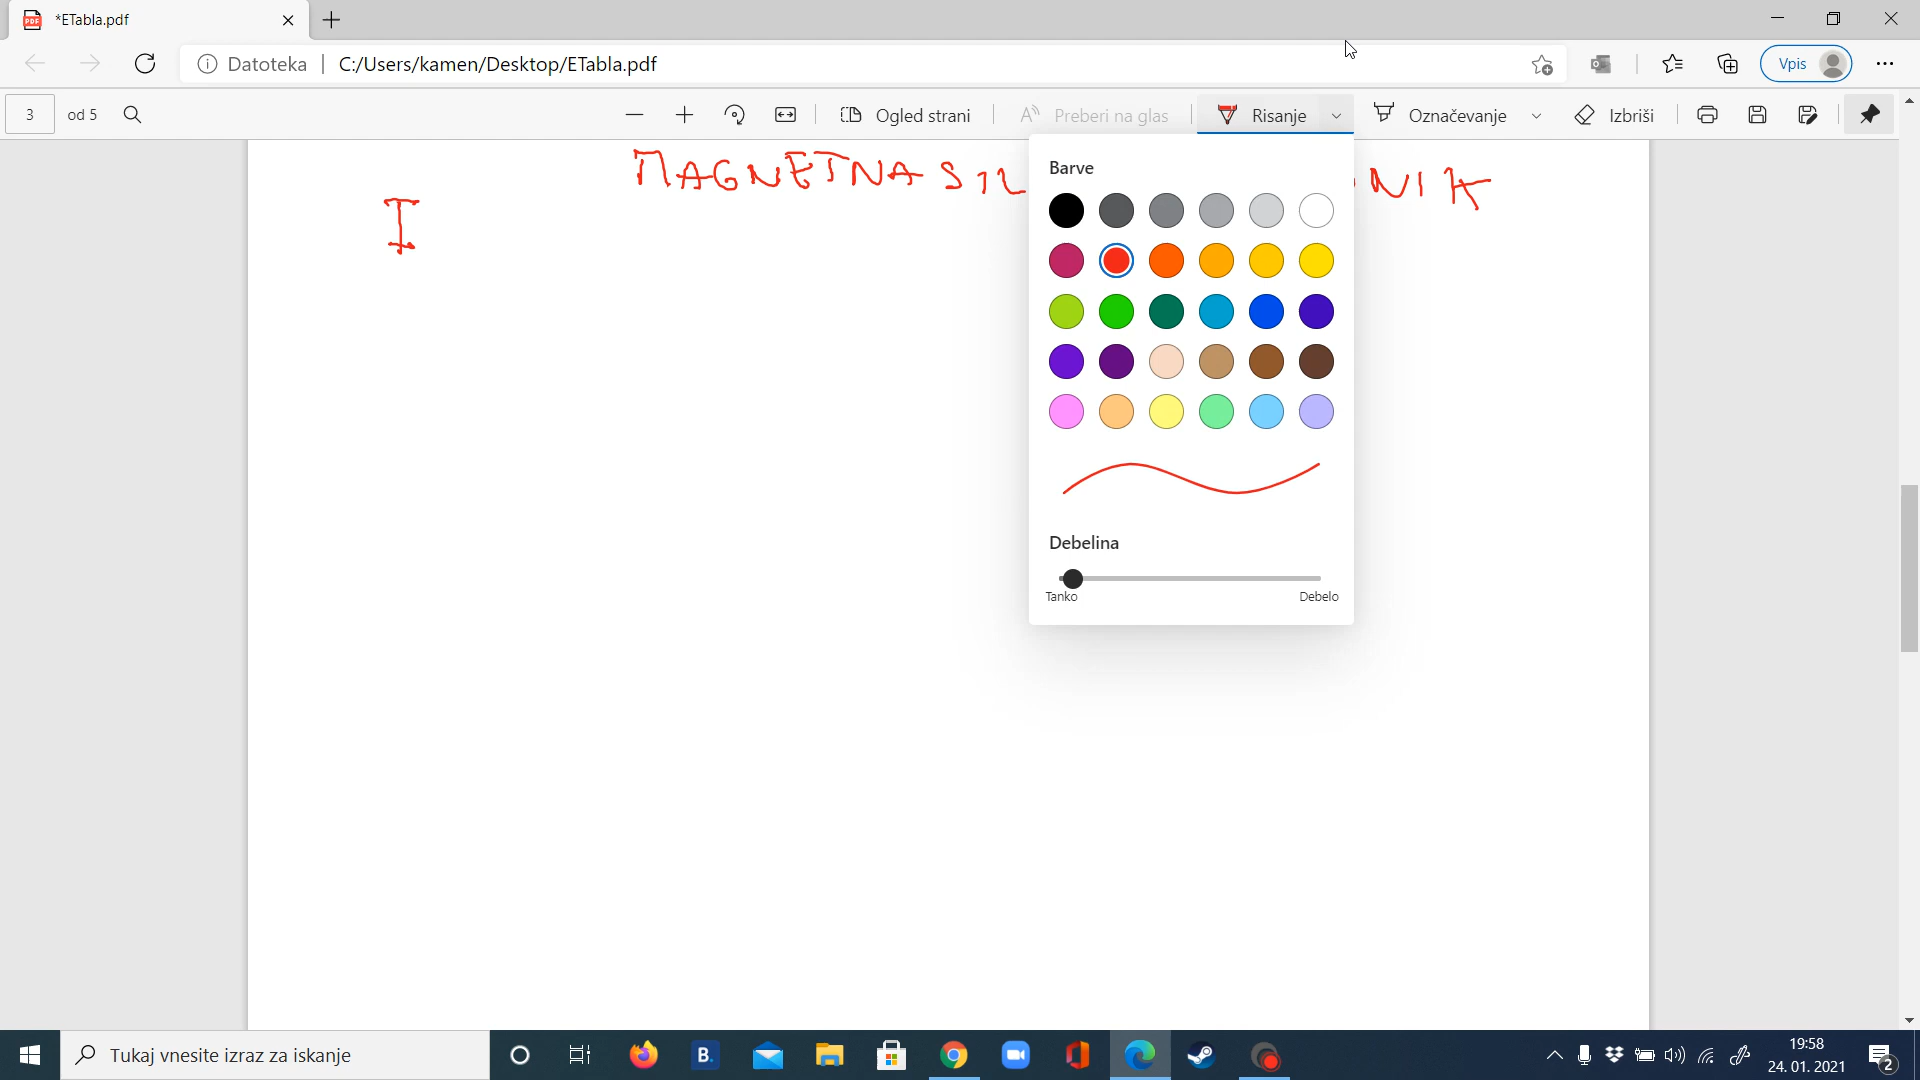 *ETabla.pdf
Datoteka | C:/Users/kamen/Desktop/ETabla.pdf
Vpis
3 od 5
Ogled strani
Preberi na glas
Risanje
Označevanje
Izbriši
MAGNETNA SIL
NIK
I
Barve
Debelina
Tanko
Debelo
Tukaj vnesite izraz za iskanje
B.
19:58
24. 01. 2021
2